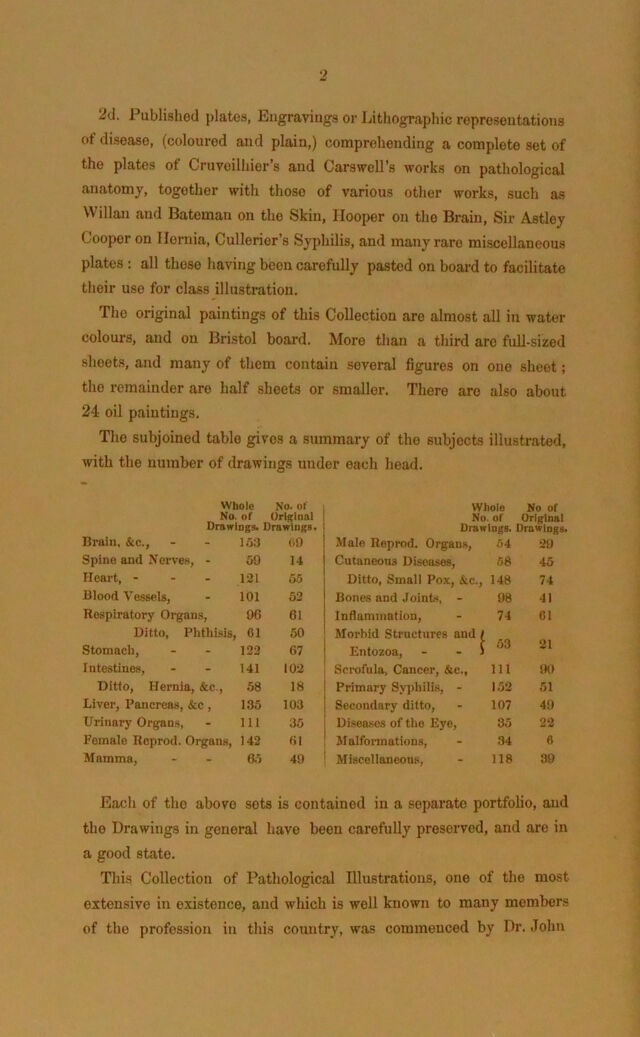 2
2d. Published plates, Engravings or Lithographic representations
of disease, (coloured and plain,) comprehending a complete set of
the plates of Cruveilhier's and Carswell's works on pathological
anatomy, together with those of various other works, such as
Willan and Bateman on the Skin, Hooper on the Brain, Sir Astley
Cooper on Hernia, Cullerier's Syphilis, and many rare miscellaneous
plates : all these having been carefully pasted on board to facilitate
their use for class illustration.
The original paintings of this Collection are almost all in water
colours, and on Bristol board. More than a third are full-sized
sheets, and many of them contain several figures on one sheet ;
the remainder are half sheets or smaller. There are also about
24 oil paintings.
The subjoined table gives a summary of the subjects illustrated,
with the number of drawings under each head.
Whole No. of
No. of Original
Drawings. Drawings.
Brain, &c., - - 153 69
Spine and Nerves, - 59 14
Heart, - - - 121 55
Blood Vessels, - 101 52
Respiratory Organs, 96 61
Ditto, Phthisis, 61 50
Stomach, - - 122 67
Intestines, - - 141 102
Ditto, Hernia, &c., 58 18
Liver, Pancreas, &c , 135 103
Urinary Organs, - 111 35
Female Reprod. Organs, 142 61
Mamma, - - 65 49
Whole No of
No. of Original
Drawings. Drawings.
Male Reprod. Organs, 54 29
Cutaneous Diseases, 58 45
Ditto, Small Pox, &c., 148 74
Bones and Joints, - 98 41
Inflammation, - 74 61
Morbid Structures and }
Entozoa, - - } 53 21
Scrofula, Cancer, &c., 111 90
Primary Syphilis, - 152 51
Secondary ditto, - 107 49
Diseases of the Eye, 35 22
Malformations, - 34 6
Miscellaneous, - 118 39
Each of the above sets is contained in a separate portfolio, and
the Drawings in general have been carefully preserved, and are in
a good state.
This Collection of Pathological Illustrations, one of the most
extensive in existence, and which is well known to many members
of the profession in this country, was commenced by Dr. John